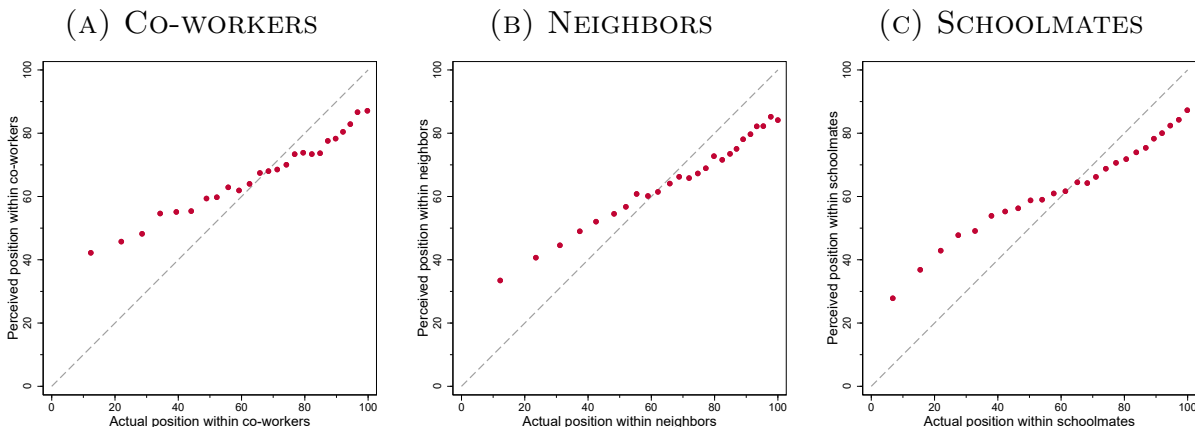 (A) CO-WORKERS
Perceived position within co-workers
100
80
60
40
20
0
0 20 40 60 80 100
Actual position within co-workers
(B) NEIGHBORS
Perceived position within neighbors
100
80
60
40
20
0
0 20 40 60 80 100
Actual position within neighbors
(C) SCHOOLMATES
Perceived position within schoolmates
100
80
60
40
20
0
0 20 40 60 80 100
Actual position within schoolmates